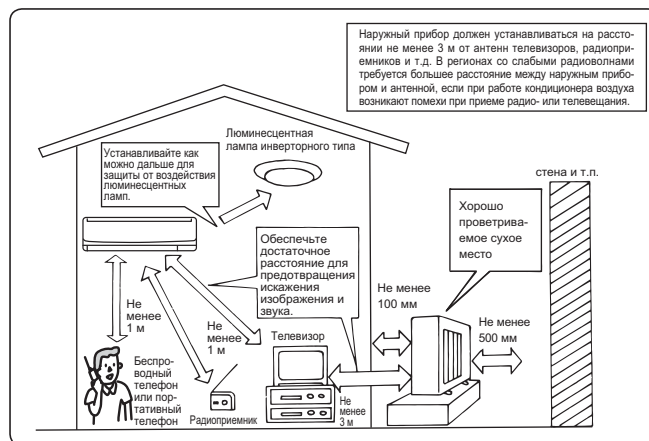 Наружный прибор должен устанавливаться на рассто-
янии не менее 3 м от антенн телевизоров, радиопри-
емников и т.д. В регионах со слабыми радиоволнами
требуется большее расстояние между наружным прибо-
ром и антенной, если при работе кондиционера воздуха
возникают помехи при приеме радио- или телевещания.
Люминесцентная
лампа инверторного типа
Устанавливайте как
можно дальше для
защиты от воздействия
люминесцентных
ламп.
стена и т.п.
Хорошо
проветрива-
емое сухое
место
Обеспечьте
достаточное
расстояние для
предотвращения
искажения
изображения и
звука.
Не менее
100 мм
Не менее
500 мм
Не
менее
1 м
Не
менее
1 м
Телевизор
Беспро-
водный
телефон
или пор-
тативный
телефон
Радиоприемник
Не
менее
3 м